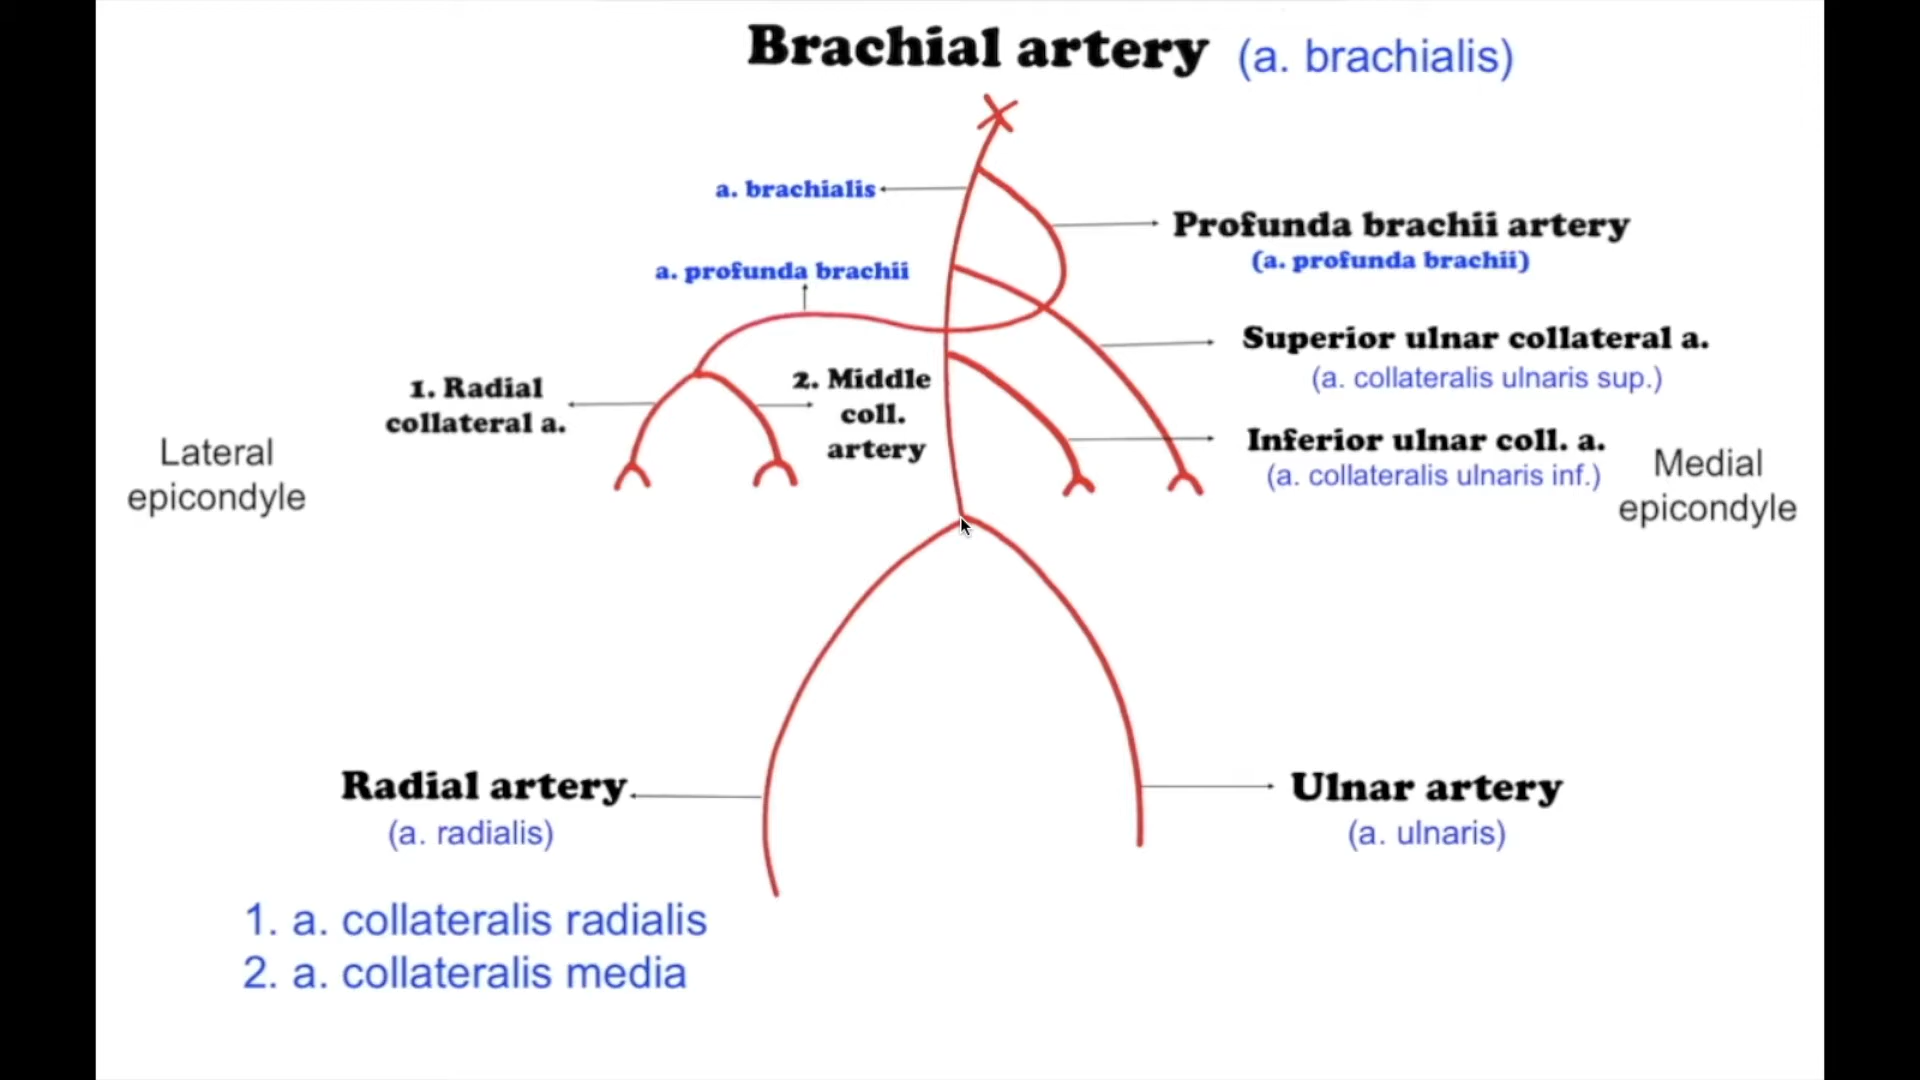 Brachial artery (a. brachialis)
a. brachialis
Profunda brachii artery
(a. profunda brachii)
a. profunda brachii
Superior ulnar collateral a.
(a. collateralis ulnaris sup.)
1. Radial
collateral a.
2. Middle
coll.
artery
Inferior ulnar coll. a.
(a. collateralis ulnaris inf.)
Lateral
epicondyle
Medial
epicondyle
Radial artery
(a. radialis)
Ulnar artery
(a. ulnaris)
1. a. collateralis radialis
2. a. collateralis media